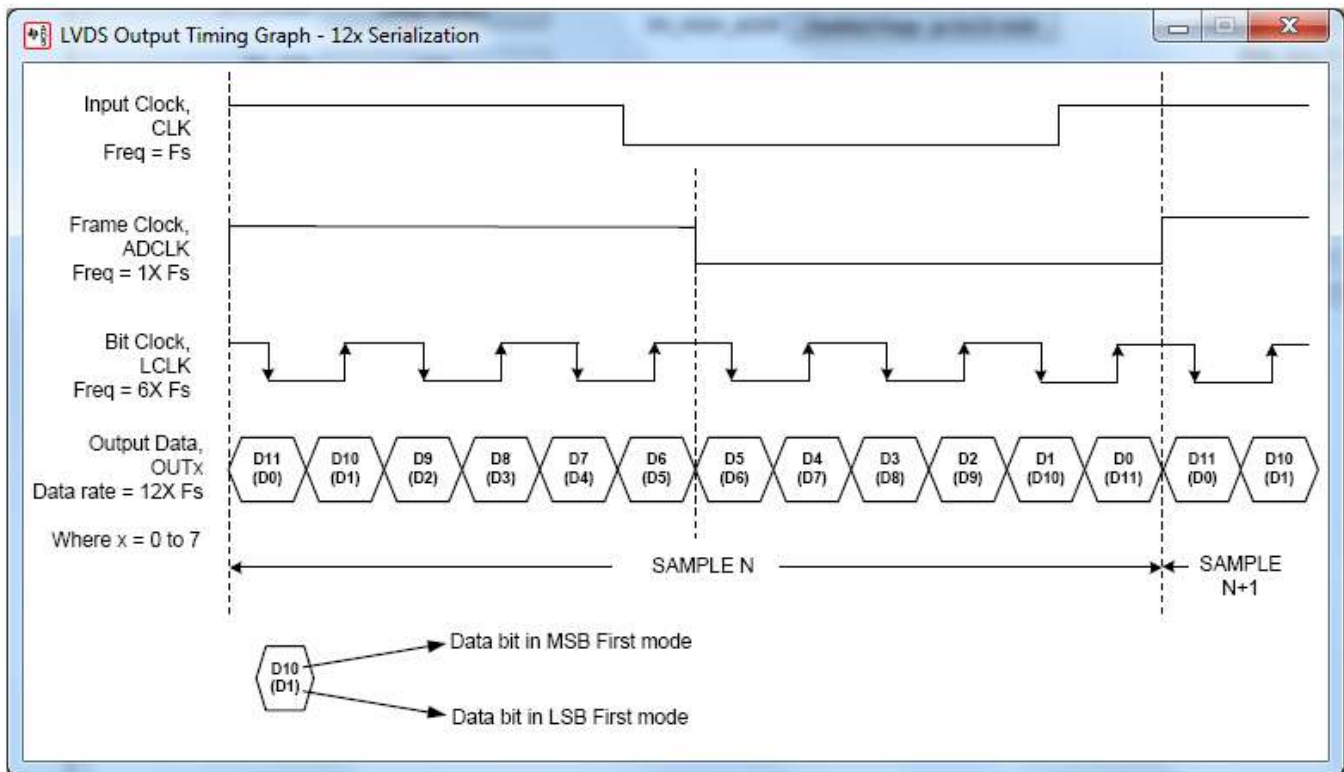 LVDS Output Timing Graph - 12x Serialization
Input Clock,
CLK
Freq = Fs
Frame Clock,
ADCLK
Freq = 1X Fs
Bit Clock,
LCLK
Freq = 6X Fs
Output Data,
OUTx
Data rate = 12X Fs
D11 D10 D9 D8 D7 D6 D5 D4 D3 D2 D1 D0 D11 D10
(D0) (D1) (D2) (D3) (D4) (D5) (D6) (D7) (D8) (D9) (D10) (D11) (D0) (D1)
Where x = 0 to 7
SAMPLE N
SAMPLE
N+1
D10
(D1)
Data bit in MSB First mode
Data bit in LSB First mode